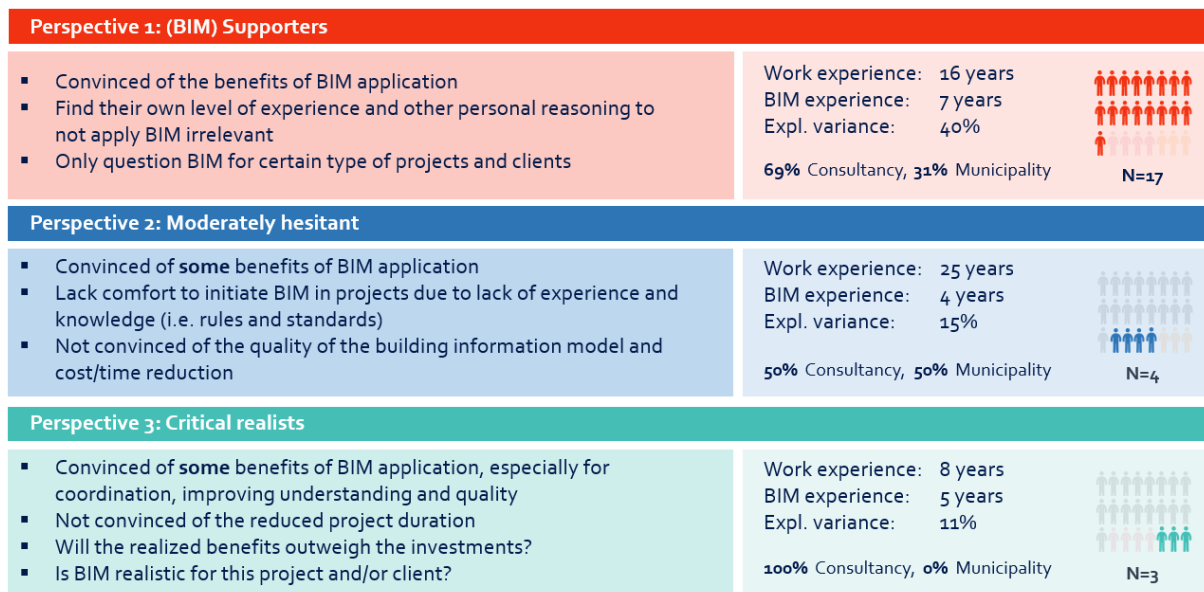 Perspective 1: (BIM) Supporters
▪ Convinced of the benefits of BIM application
▪ Find their own level of experience and other personal reasoning to
not apply BIM irrelevant
▪ Only question BIM for certain type of projects and clients
Work experience: 16 years
BIM experience: 7 years
Expl. variance: 40%
69% Consultancy, 31% Municipality
N=17
Perspective 2: Moderately hesitant
▪ Convinced of some benefits of BIM application
▪ Lack comfort to initiate BIM in projects due to lack of experience and
knowledge (i.e. rules and standards)
▪ Not convinced of the quality of the building information model and
cost/time reduction
Work experience: 25 years
BIM experience: 4 years
Expl. variance: 15%
50% Consultancy, 50% Municipality
N=4
Perspective 3: Critical realists
▪ Convinced of some benefits of BIM application, especially for
coordination, improving understanding and quality
▪ Not convinced of the reduced project duration
▪ Will the realized benefits outweigh the investments?
▪ Is BIM realistic for this project and/or client?
Work experience: 8 years
BIM experience: 5 years
Expl. variance: 11%
100% Consultancy, 0% Municipality
N=3